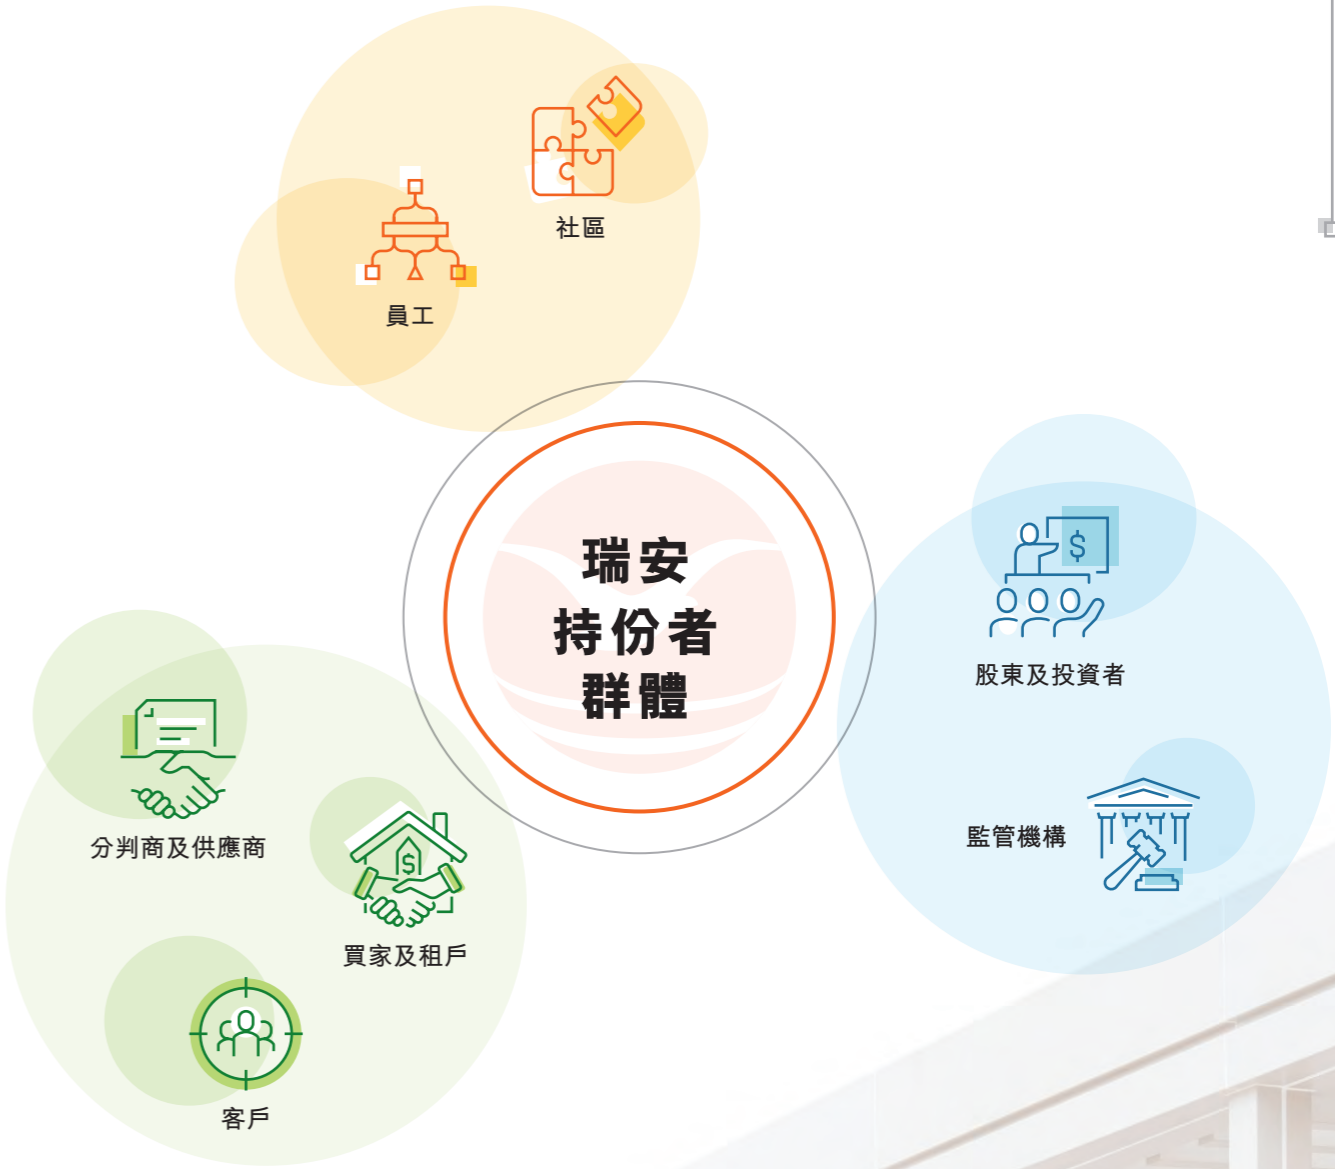 社區
員工
瑞安
持份者
群體
$
股東及投資者
監管機構
分判商及供應商
$
買家及租戶
客戶